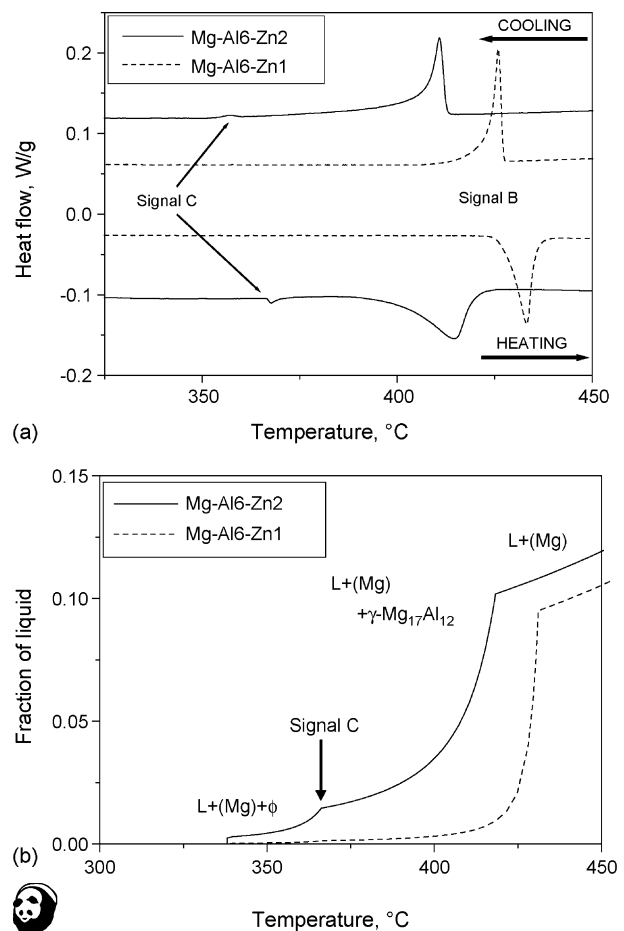 (a)
Mg-Al6-Zn2
Mg-Al6-Zn1
COOLING
0.2
0.1
0.0
-0.1
-0.2
Heat flow, W/g
Signal C
Signal B
HEATING
350
400
450
Temperature, °C
(b)
Mg-Al6-Zn2
Mg-Al6-Zn1
0.15
0.10
0.05
0.00
Fraction of liquid
L+(Mg)
L+(Mg)
+γ-Mg17Al12
Signal C
L+(Mg)+ϕ
300
350
400
450
Temperature, °C